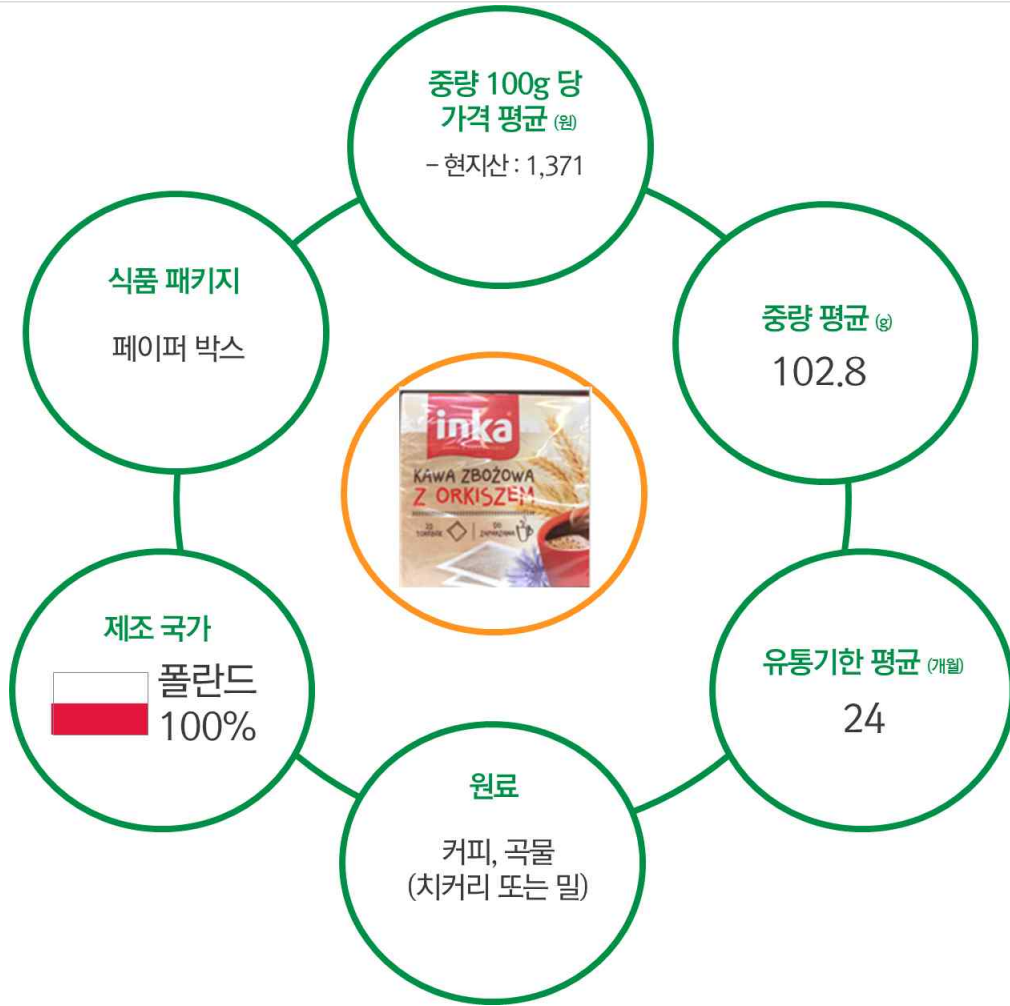 중량 100g 당
가격 평균 (원)
- 현지산 : 1,371
식품 패키지
페이퍼 박스
중량 평균 (g)
102.8
inka
KAWA ZBOŻOWA
Z ORKISZEM
제조 국가
폴란드
100%
유통기한 평균 (개월)
24
원료
커피, 곡물
(치커리 또는 밀)